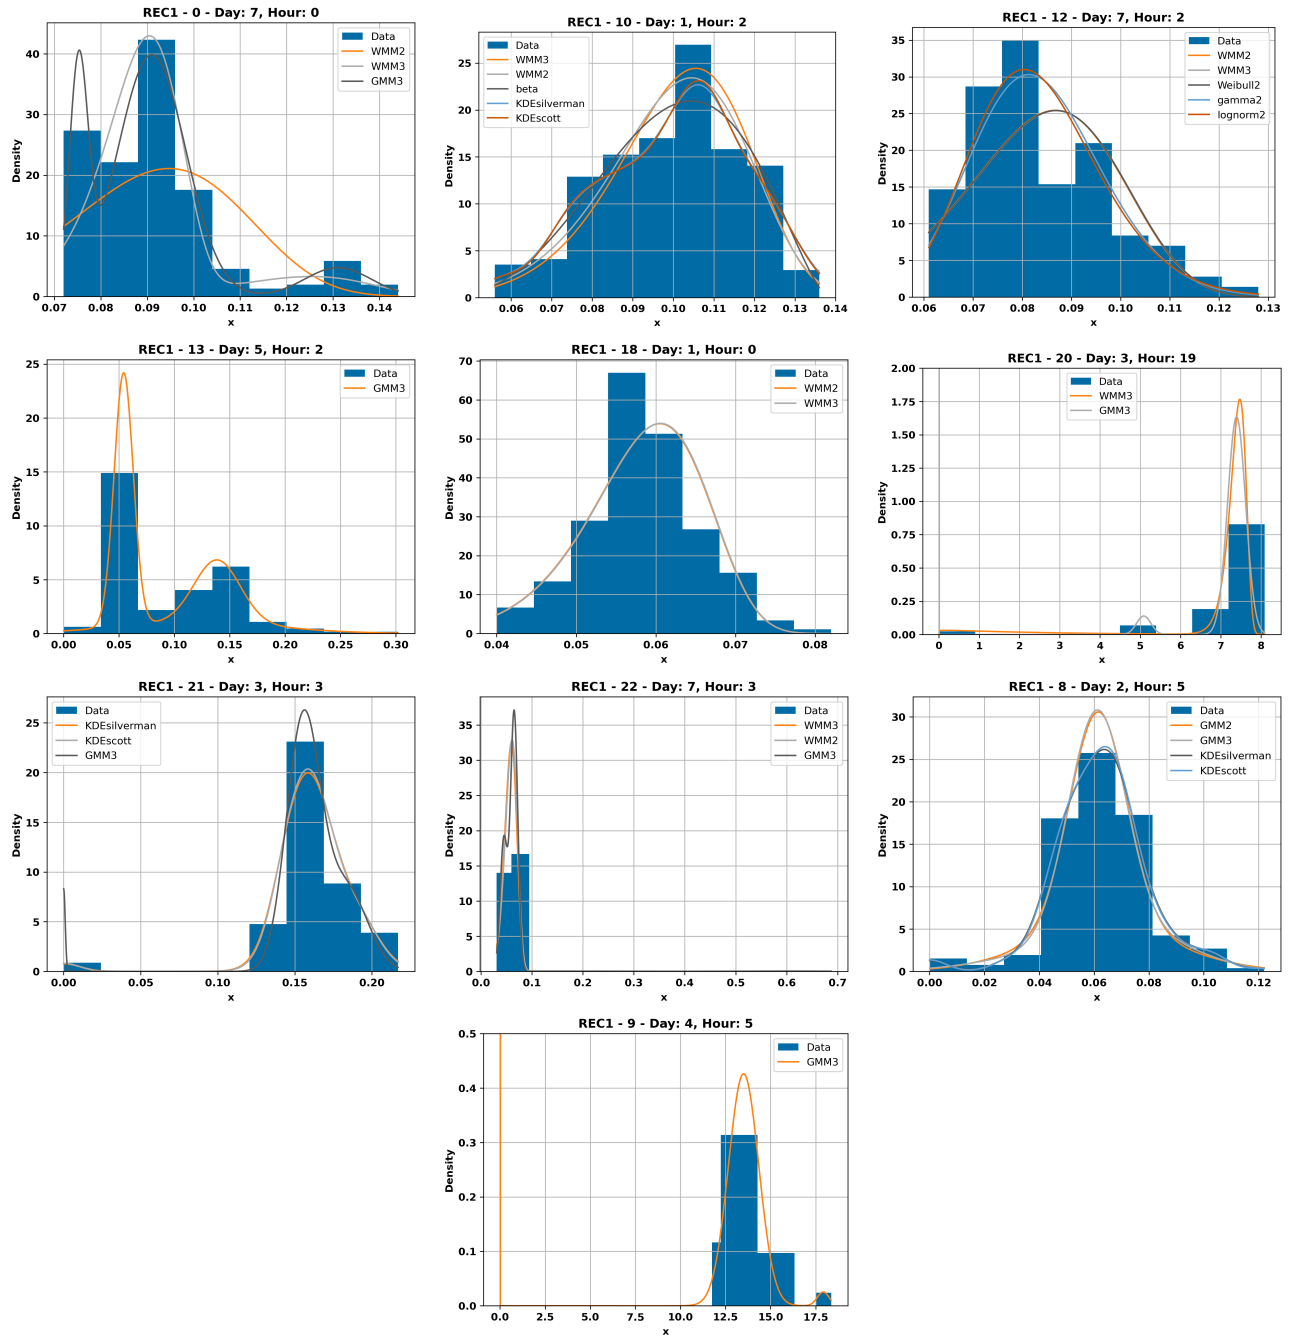 REC1 - 0 - Day: 7, Hour: 0
Density
40
30
20
10
0
0.07 0.08 0.09 0.10 0.11 0.12 0.13 0.14
x
Data
WMM2
WMM3
GMM3
REC1 - 10 - Day: 1, Hour: 2
Density
25
20
15
10
5
0
0.06 0.07 0.08 0.09 0.10 0.11 0.12 0.13 0.14
x
Data
WMM3
WMM2
beta
KDEsilverman
KDEscott
REC1 - 12 - Day: 7, Hour: 2
Density
35
30
25
20
15
10
5
0
0.06 0.07 0.08 0.09 0.10 0.11 0.12 0.13
x
Data
WMM2
WMM3
Weibull2
gamma2
lognorm2
REC1 - 13 - Day: 5, Hour: 2
Density
25
20
15
10
5
0
0.00 0.05 0.10 0.15 0.20 0.25 0.30
x
Data
GMM3
REC1 - 18 - Day: 1, Hour: 0
Density
70
60
50
40
30
20
10
0
0.04 0.05 0.06 0.07 0.08
x
Data
WMM2
WMM3
REC1 - 20 - Day: 3, Hour: 19
Density
2.00
1.75
1.50
1.25
1.00
0.75
0.50
0.25
0.00
0 1 2 3 4 5 6 7 8
x
Data
WMM3
GMM3
REC1 - 21 - Day: 3, Hour: 3
Density
25
20
15
10
5
0
0.00 0.05 0.10 0.15 0.20
x
Data
KDEsilverman
KDEscott
GMM3
REC1 - 22 - Day: 7, Hour: 3
Density
35
30
25
20
15
10
5
0
0.0 0.1 0.2 0.3 0.4 0.5 0.6 0.7
x
Data
WMM3
WMM2
GMM3
REC1 - 8 - Day: 2, Hour: 5
Density
30
25
20
15
10
5
0
0.00 0.02 0.04 0.06 0.08 0.10 0.12
x
Data
GMM2
GMM3
KDEsilverman
KDEscott
REC1 - 9 - Day: 4, Hour: 5
Density
0.5
0.4
0.3
0.2
0.1
0.0
0.0 2.5 5.0 7.5 10.0 12.5 15.0 17.5
x
Data
GMM3